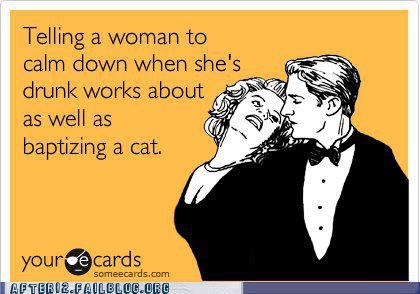 Telling a woman to
calm down when she's
drunk works about
as well as
baptizing a cat.
your ecards
someecards.com
AFTER12.FAILBLOG.ORG